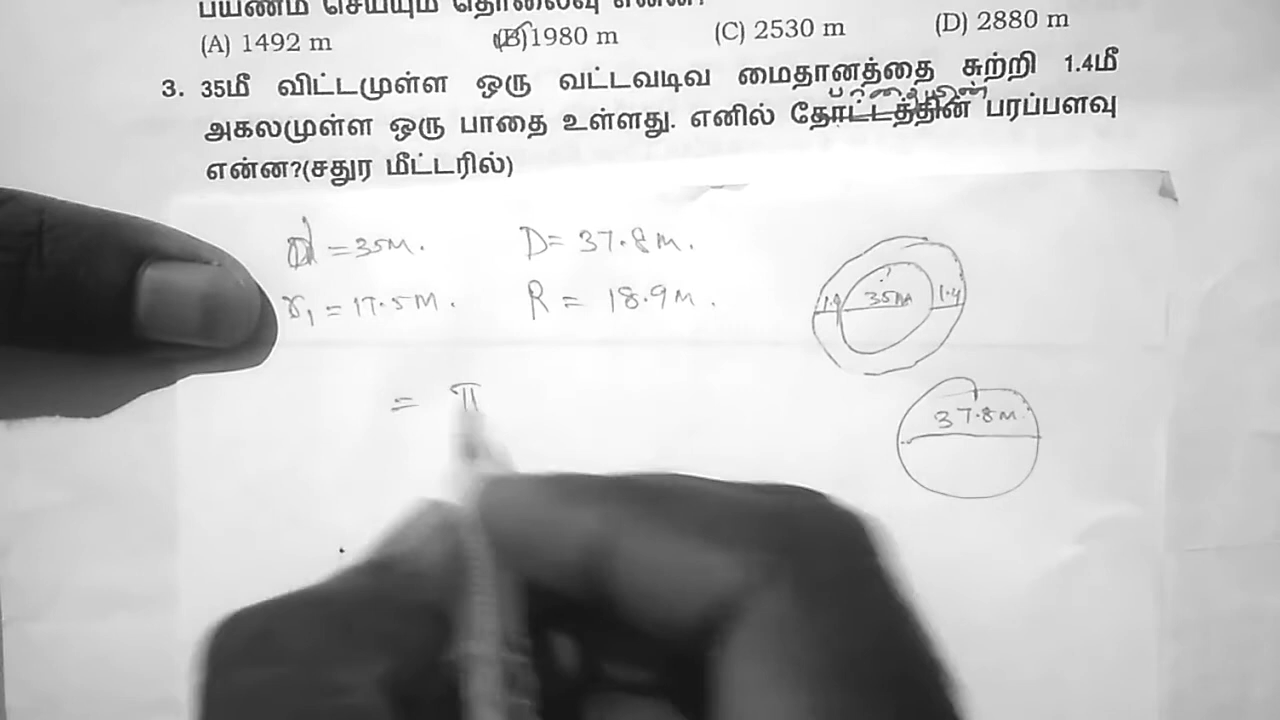 பயணம் செய்யும் தொலைவு என்ன?
(A) 1492 m (B) 1980 m (C) 2530 m (D) 2880 m
3. 35மீ விட்டமுள்ள ஒரு வட்டவடிவ மைதானத்தை சுற்றி 1.4மீ
பாதையின்
அகலமுள்ள ஒரு பாதை உள்ளது. எனில் தோட்டத்தின் பரப்பளவு
என்ன?(சதுர மீட்டரில்)
d = 35M. D = 37.8M.
r₁ = 17.5M. R = 18.9M.
1.4 35M 1.4
= π
37.8M.